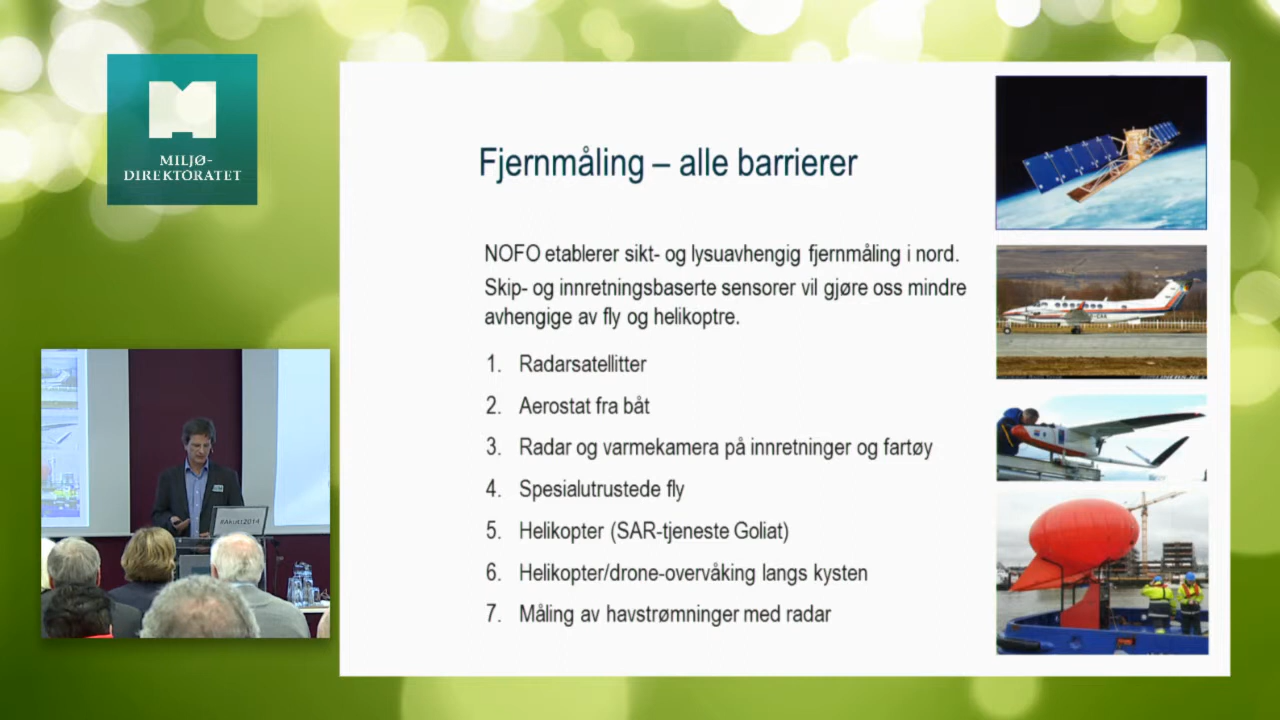 MILJØ-
DIREKTORATET
Fjernmåling – alle barrierer
NOFO etablerer sikt- og lysuavhengig fjernmåling i nord.
Skip- og innretningsbaserte sensorer vil gjøre oss mindre
avhengige av fly og helikoptre.
1. Radarsatellitter
2. Aerostat fra båt
3. Radar og varmekamera på innretninger og fartøy
4. Spesialutrustede fly
5. Helikopter (SAR-tjeneste Goliat)
6. Helikopter/drone-overvåking langs kysten
7. Måling av havstrømninger med radar
#Akutt2014